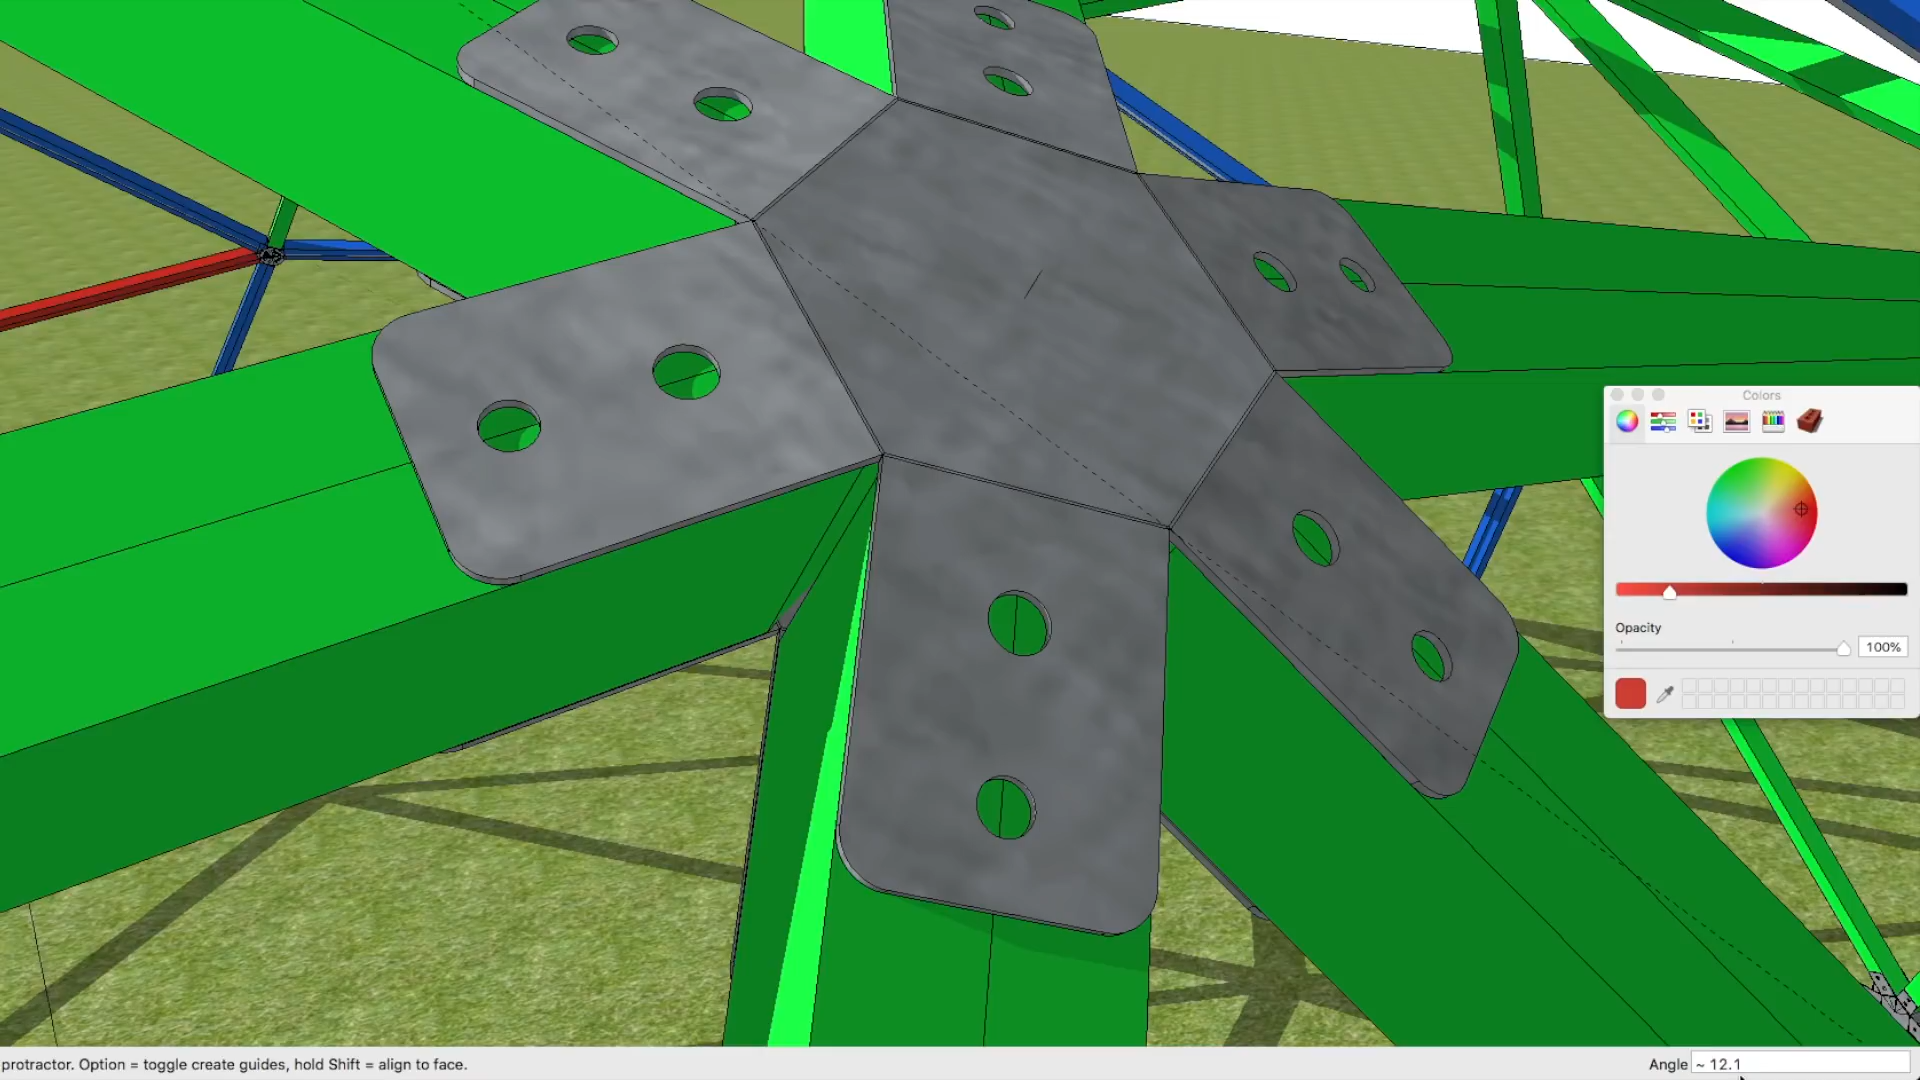 Colors
Opacity
100%
protractor. Option = toggle create guides, hold Shift = align to face.
Angle ~ 12.1